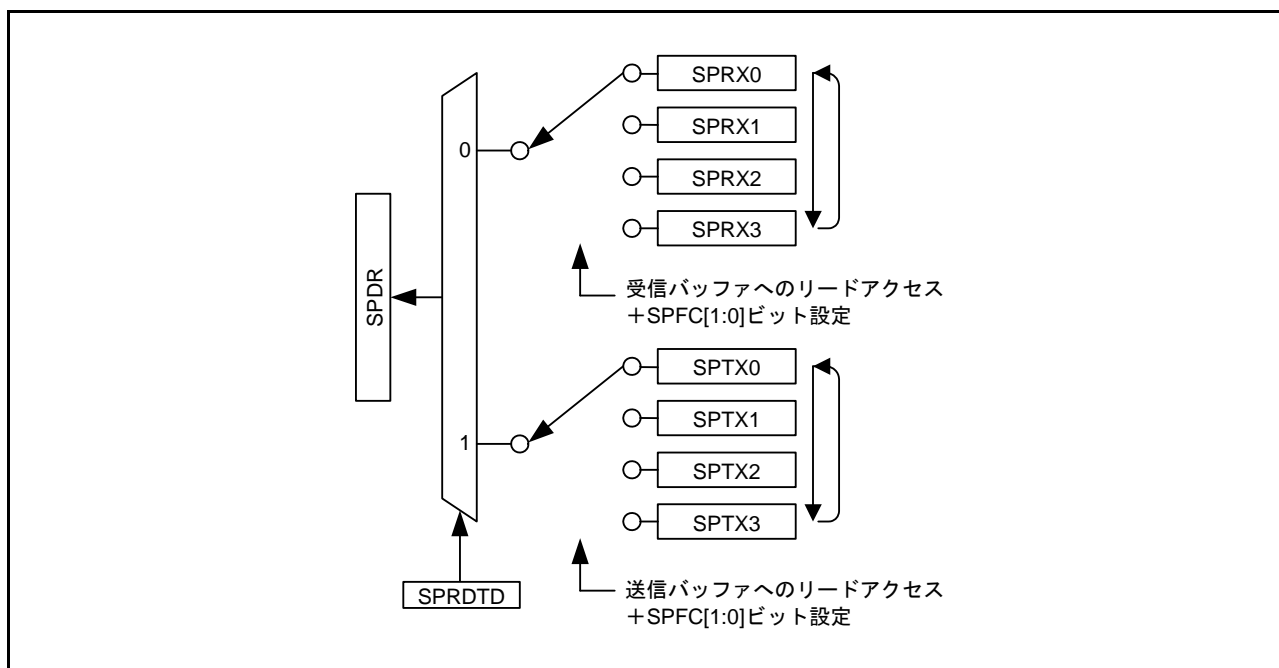 SPRX0
SPRX1
0
SPRX2
SPRX3
SPDR
受信バッファへのリードアクセス
+SPFC[1:0]ビット設定
SPTX0
SPTX1
1
SPTX2
SPTX3
SPRDTD
送信バッファへのリードアクセス
+SPFC[1:0]ビット設定